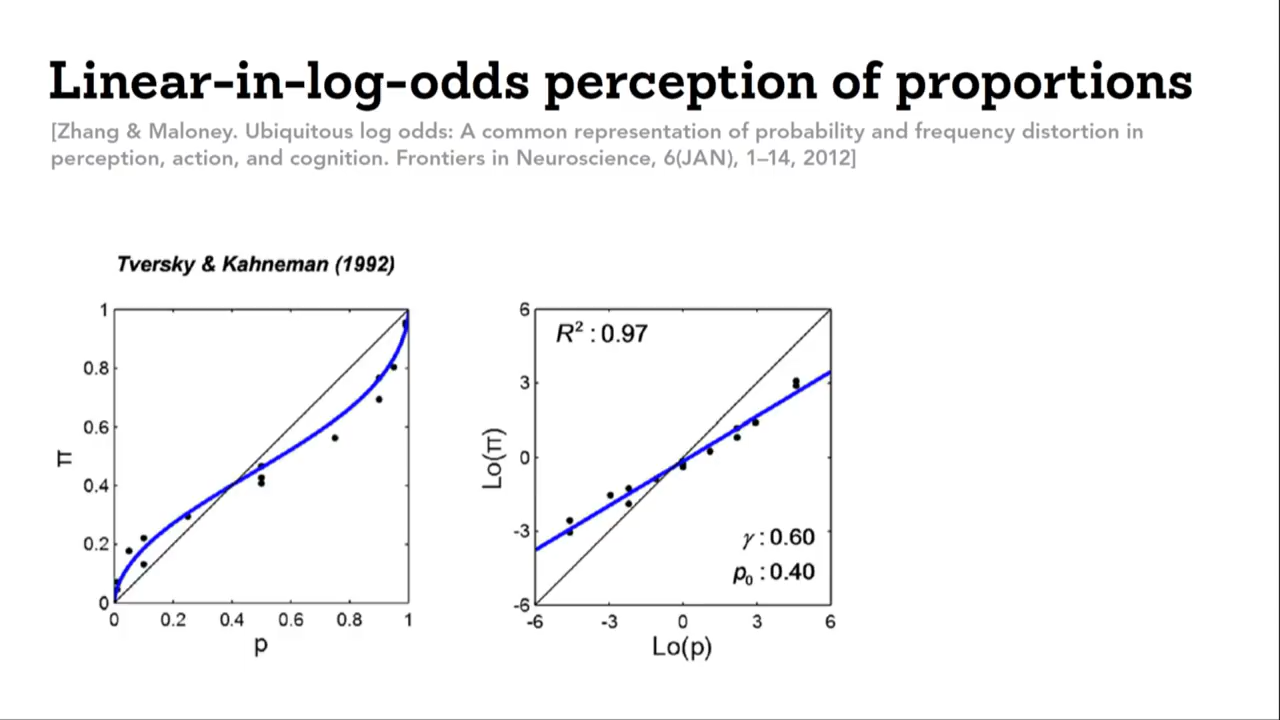 Linear-in-log-odds perception of proportions
[Zhang & Maloney. Ubiquitous log odds: A common representation of probability and frequency distortion in
perception, action, and cognition. Frontiers in Neuroscience, 6(JAN), 1–14, 2012]
Tversky & Kahneman (1992)
1
0.8
0.6
0.4
0.2
0
π
0 0.2 0.4 0.6 0.8 1
p
6
3
0
-3
-6
Lo(π)
R² : 0.97
γ : 0.60
p₀ : 0.40
-6 -3 0 3 6
Lo(p)